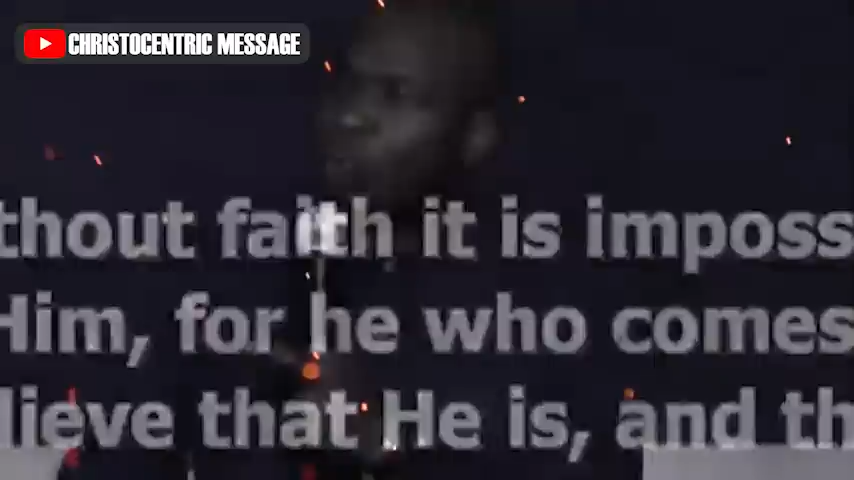 CHRISTOCENTRIC MESSAGE
thout faith it is imposs
Him, for he who comes
lieve that He is, and th